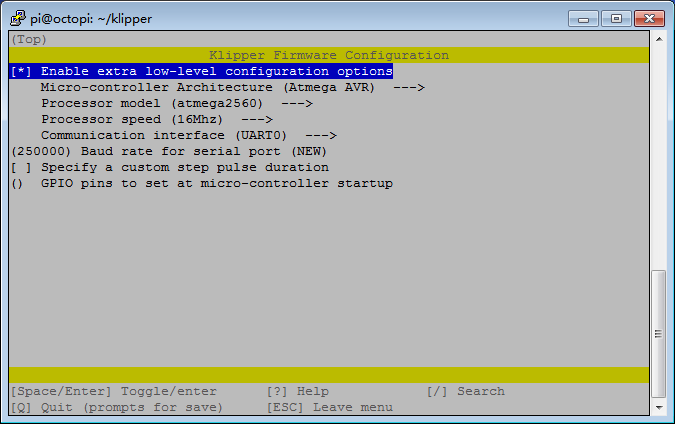 pi@octopi: ~/klipper
(Top)
Klipper Firmware Configuration
[*] Enable extra low-level configuration options
Micro-controller Architecture (Atmega AVR) --->
Processor model (atmega2560) --->
Processor speed (16Mhz) --->
Communication interface (UART0) --->
(250000) Baud rate for serial port (NEW)
[ ] Specify a custom step pulse duration
() GPIO pins to set at micro-controller startup
[Space/Enter] Toggle/enter [?] Help [/] Search
[Q] Quit (prompts for save) [ESC] Leave menu